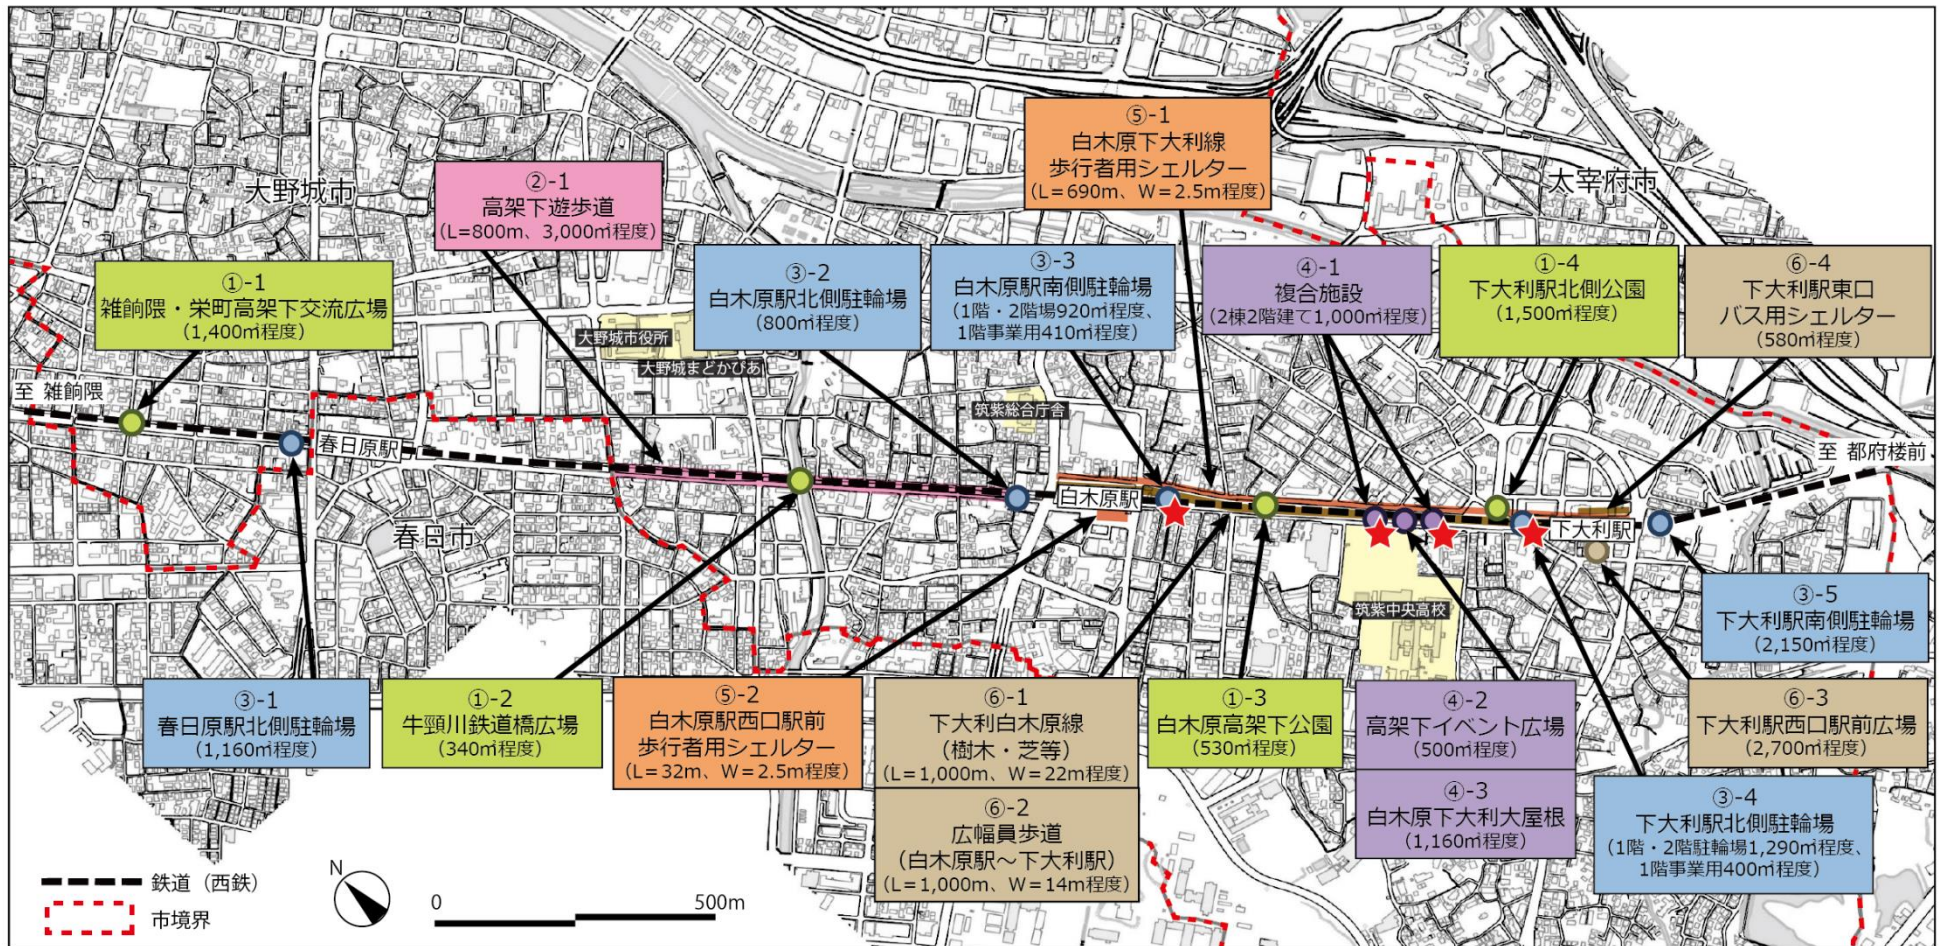 ⑤-1
白木原下大利線
歩行者用シェルター
(L=690m、W=2.5m程度)
大野城市
②-1
高架下遊歩道
(L=800m、3,000㎡程度)
太宰府市
①-1
雑餉隈・栄町高架下交流広場
(1,400㎡程度)
③-2
白木原駅北側駐輪場
(800㎡程度)
③-3
白木原駅南側駐輪場
(1階・2階場920㎡程度、
1階事業用410㎡程度)
④-1
複合施設
(2棟2階建て1,000㎡程度)
①-4
下大利駅北側公園
(1,500㎡程度)
⑥-4
下大利駅東口
バス用シェルター
(580㎡程度)
大野城市役所
大野城まどかぴあ
至 雑餉隈
筑紫総合庁舎
春日原駅
至 都府楼前
白木原駅
下大利駅
春日市
筑紫中央高校
③-5
下大利駅南側駐輪場
(2,150㎡程度)
③-1
春日原駅北側駐輪場
(1,160㎡程度)
①-2
牛頸川鉄道橋広場
(340㎡程度)
⑤-2
白木原駅西口駅前
歩行者用シェルター
(L=32m、W=2.5m程度)
⑥-1
下大利白木原線
(樹木・芝等)
(L=1,000m、W=22m程度)
⑥-2
広幅員歩道
(白木原駅~下大利駅)
(L=1,000m、W=14m程度)
①-3
白木原高架下公園
(530㎡程度)
④-2
高架下イベント広場
(500㎡程度)
④-3
白木原下大利大屋根
(1,160㎡程度)
⑥-3
下大利駅西口駅前広場
(2,700㎡程度)
③-4
下大利駅北側駐輪場
(1階・2階駐輪場1,290㎡程度、
1階事業用400㎡程度)
鉄道(西鉄)
市境界
N
0 500m